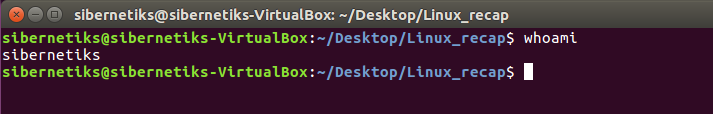 sibernetiks@sibernetiks-VirtualBox: ~/Desktop/Linux_recap
sibernetiks@sibernetiks-VirtualBox:~/Desktop/Linux_recap$ whoami
sibernetiks
sibernetiks@sibernetiks-VirtualBox:~/Desktop/Linux_recap$